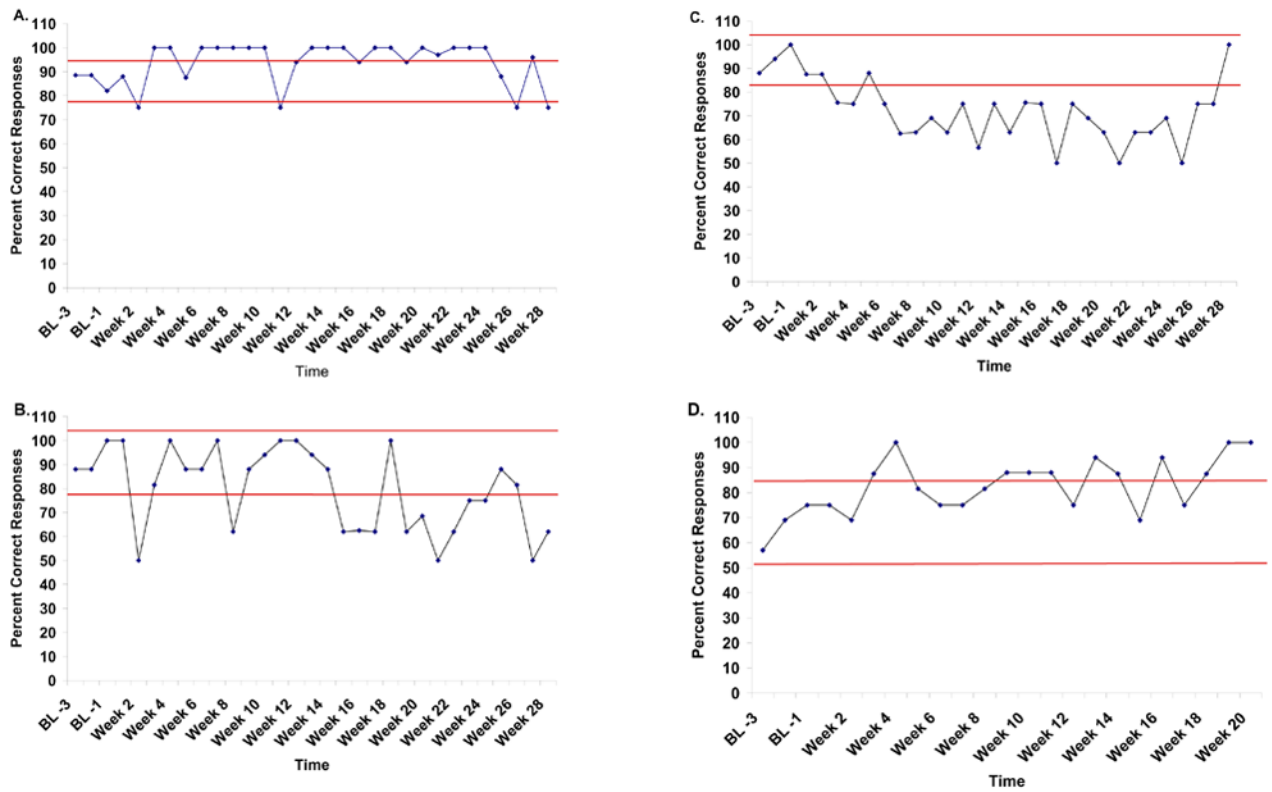 A.
Percent Correct Responses
110
100
90
80
70
60
50
40
30
20
10
0
BL -3
BL -1
Week 2
Week 4
Week 6
Week 8
Week 10
Week 12
Week 14
Week 16
Week 18
Week 20
Week 22
Week 24
Week 26
Week 28
Time
B.
Percent Correct Responses
110
100
90
80
70
60
50
40
30
20
10
0
BL -3
BL -1
Week 2
Week 4
Week 6
Week 8
Week 10
Week 12
Week 14
Week 16
Week 18
Week 20
Week 22
Week 24
Week 26
Week 28
Time
C.
Percent Correct Responses
110
100
90
80
70
60
50
40
30
20
10
0
BL -3
BL -1
Week 2
Week 4
Week 6
Week 8
Week 10
Week 12
Week 14
Week 16
Week 18
Week 20
Week 22
Week 24
Week 26
Week 28
Time
D.
Percent Correct Responses
110
100
90
80
70
60
50
40
30
20
10
0
BL -3
BL -1
Week 2
Week 4
Week 6
Week 8
Week 10
Week 12
Week 14
Week 16
Week 18
Week 20
Time